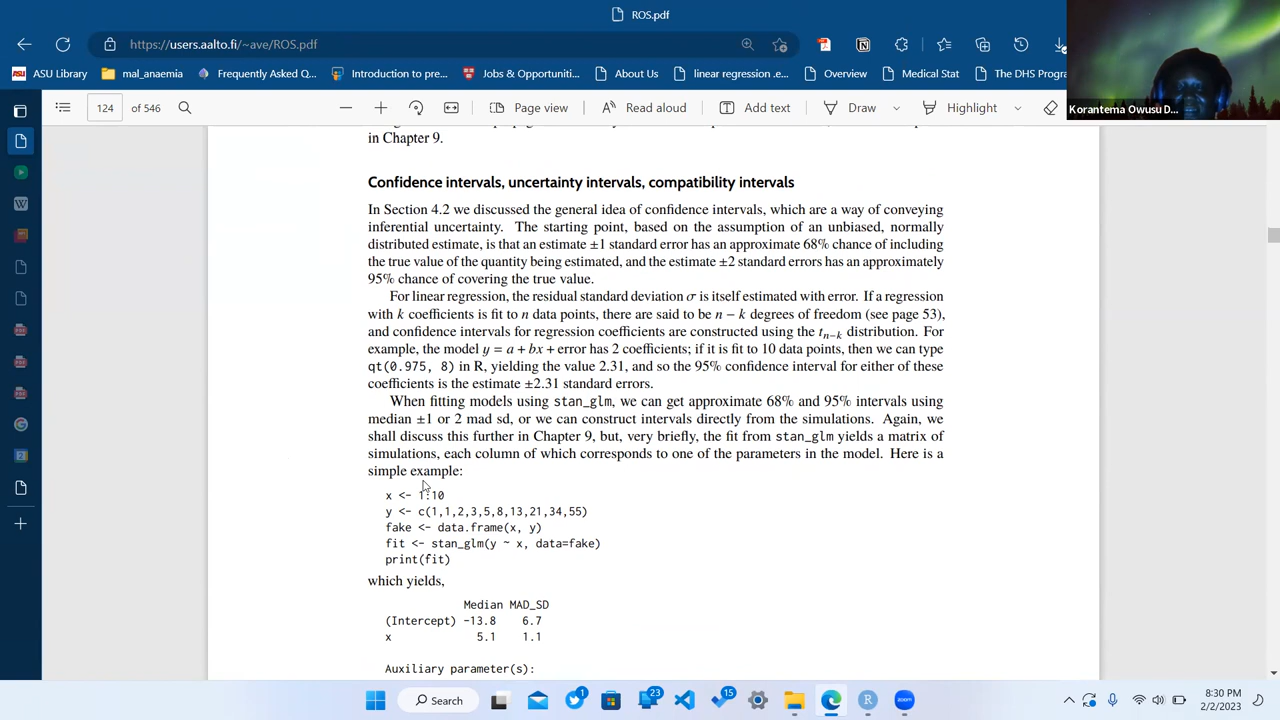 ROS.pdf
https://users.aalto.fi/~ave/ROS.pdf
ASU Library
mal_anaemia
Frequently Asked Q...
Introduction to pre...
Jobs & Opportuniti...
About Us
linear regression .e...
Overview
Medical Stat
The DHS Progr
Korantema Owusu D...
124 of 546
Page view
Read aloud
Add text
Draw
Highlight
in Chapter 9.
Confidence intervals, uncertainty intervals, compatibility intervals
In Section 4.2 we discussed the general idea of confidence intervals, which are a way of conveying
inferential uncertainty. The starting point, based on the assumption of an unbiased, normally
distributed estimate, is that an estimate ±1 standard error has an approximate 68% chance of including
the true value of the quantity being estimated, and the estimate ±2 standard errors has an approximately
95% chance of covering the true value.
For linear regression, the residual standard deviation σ is itself estimated with error. If a regression
with k coefficients is fit to n data points, there are said to be n − k degrees of freedom (see page 53),
and confidence intervals for regression coefficients are constructed using the tn−k distribution. For
example, the model y = a + bx + error has 2 coefficients; if it is fit to 10 data points, then we can type
qt(0.975, 8) in R, yielding the value 2.31, and so the 95% confidence interval for either of these
coefficients is the estimate ±2.31 standard errors.
When fitting models using stan_glm, we can get approximate 68% and 95% intervals using
median ±1 or 2 mad sd, or we can construct intervals directly from the simulations. Again, we
shall discuss this further in Chapter 9, but, very briefly, the fit from stan_glm yields a matrix of
simulations, each column of which corresponds to one of the parameters in the model. Here is a
simple example:
x <- 1:10
y <- c(1,1,2,3,5,8,13,21,34,55)
fake <- data.frame(x, y)
fit <- stan_glm(y ~ x, data=fake)
print(fit)
which yields,
Median MAD_SD
(Intercept) -13.8 6.7
x 5.1 1.1
Auxiliary parameter(s):
Search
1
23
15
8:30 PM
2/2/2023